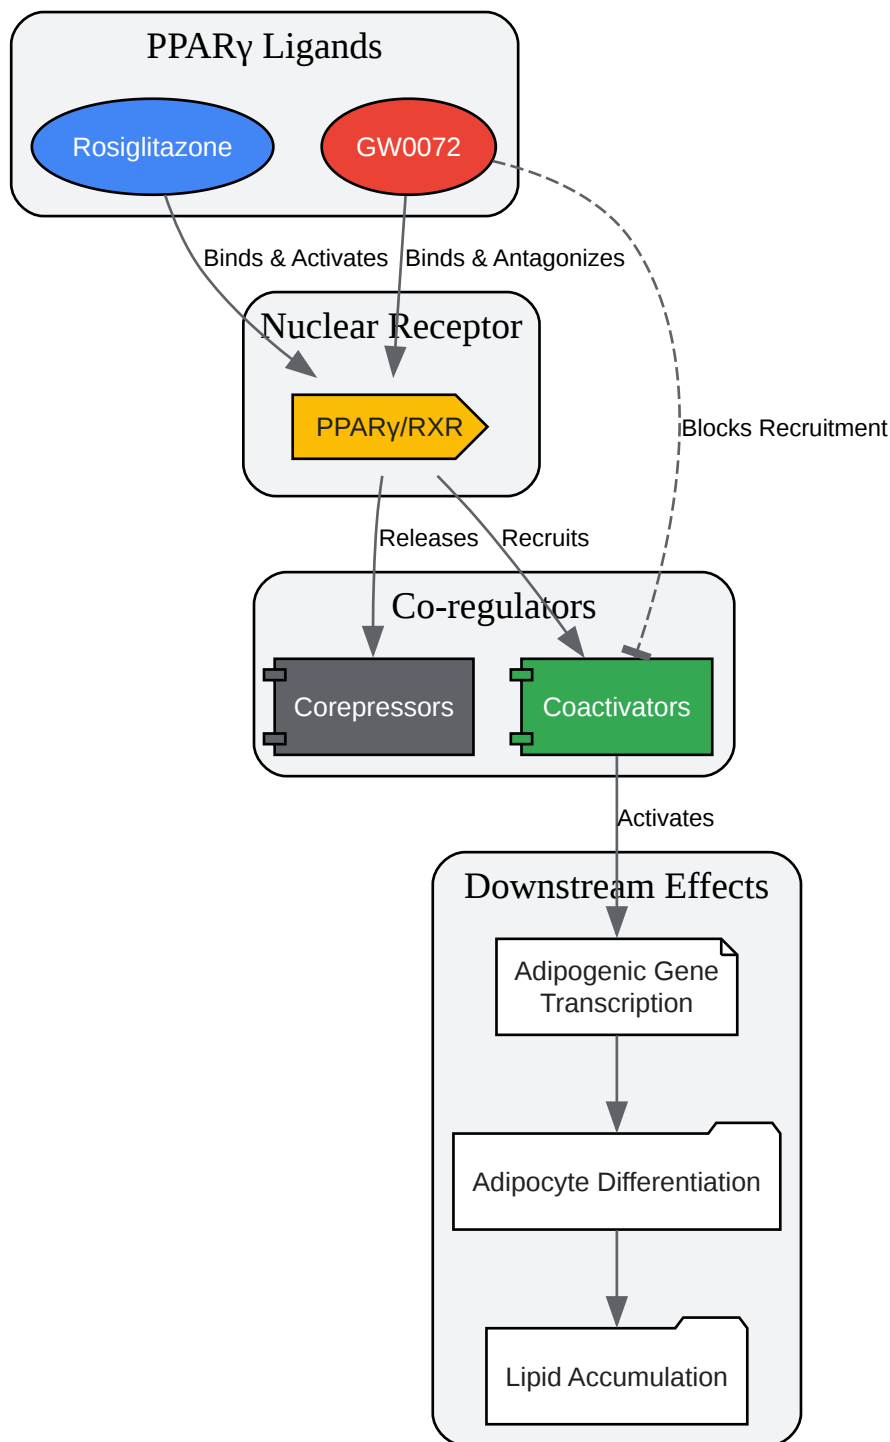 PPARγ Ligands
Rosiglitazone
GW0072
Binds & Activates
Binds & Antagonizes
Nuclear Receptor
PPARγ/RXR
Blocks Recruitment
Releases
Recruits
Co-regulators
Corepressors
Coactivators
Activates
Downstream Effects
Adipogenic Gene
Transcription
Adipocyte Differentiation
Lipid Accumulation